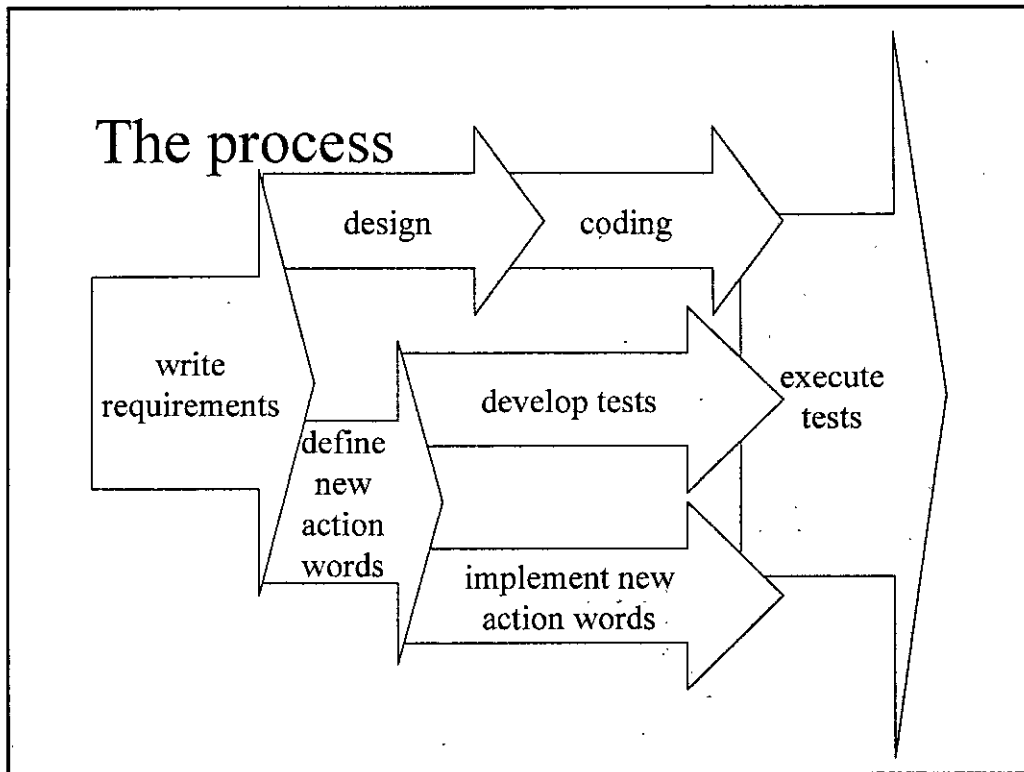 The process
design
coding
write
requirements
define
new
action
words
develop tests
implement new
action words
execute
tests